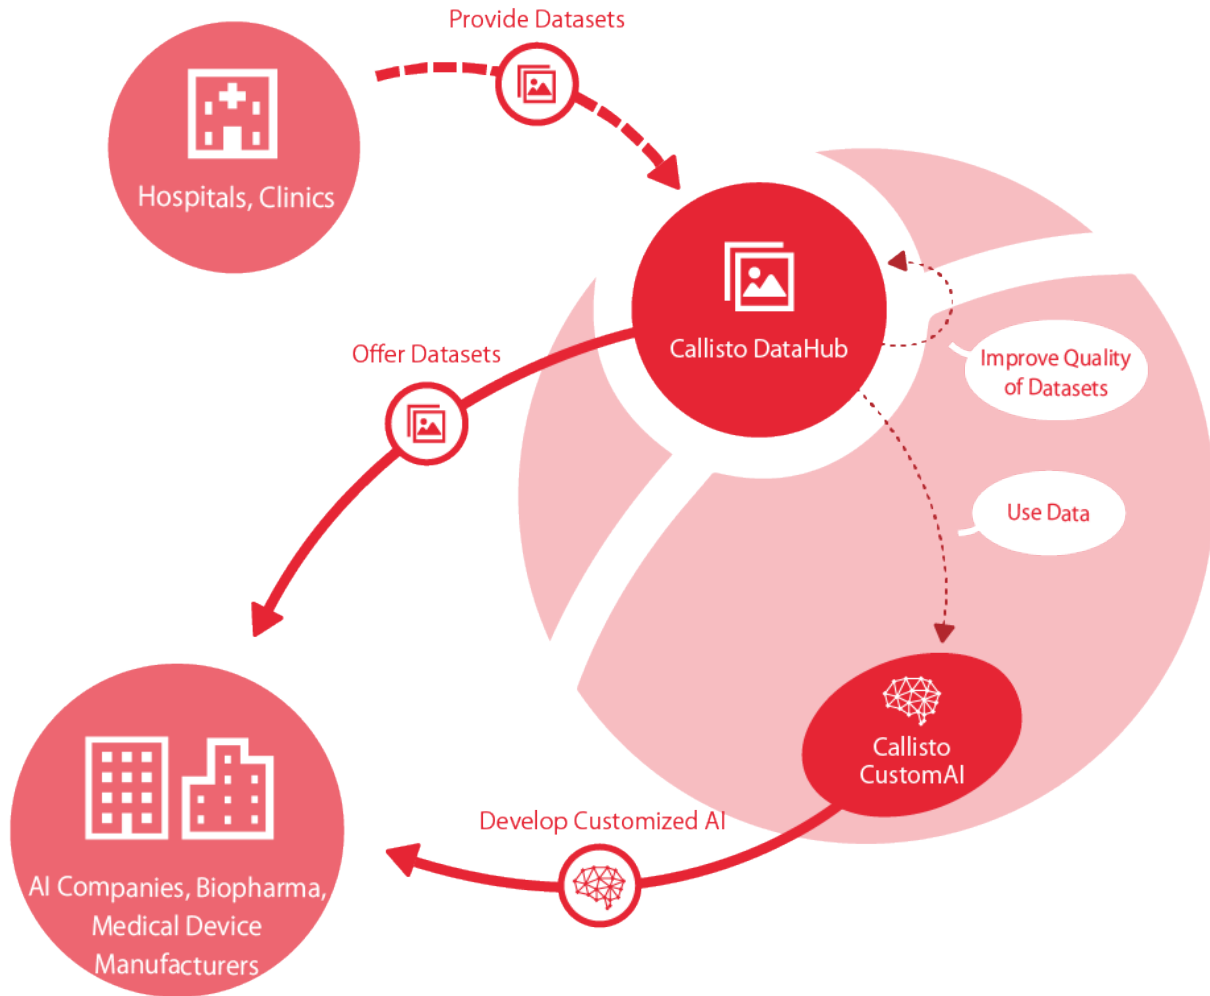 Provide Datasets
Hospitals, Clinics
Callisto DataHub
Offer Datasets
Improve Quality
of Datasets
Use Data
Callisto
CustomAI
Develop Customized AI
AI Companies, Biopharma,
Medical Device
Manufacturers